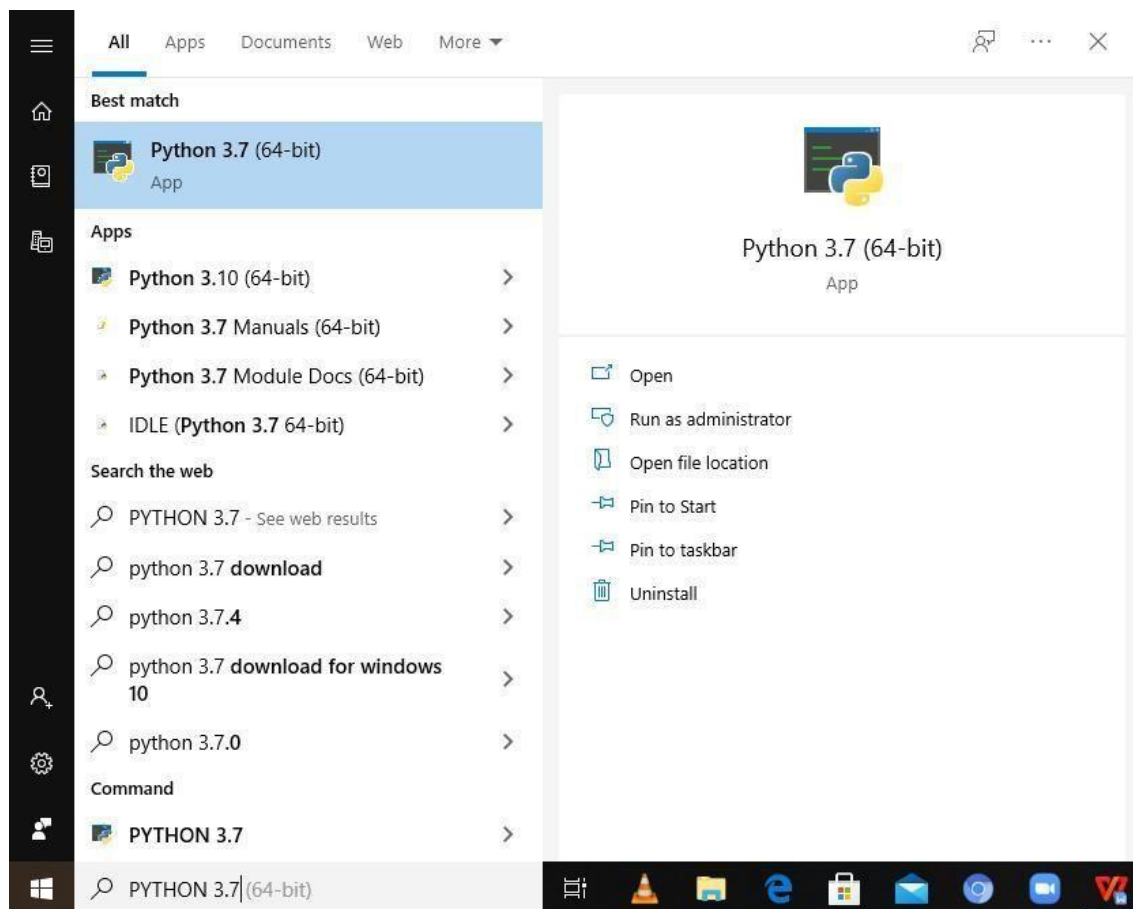 All Apps Documents Web More
Best match
Python 3.7 (64-bit)
App
Apps
Python 3.10 (64-bit)
Python 3.7 Manuals (64-bit)
Python 3.7 Module Docs (64-bit)
IDLE (Python 3.7 64-bit)
Search the web
PYTHON 3.7 - See web results
python 3.7 download
python 3.7.4
python 3.7 download for windows
10
python 3.7.0
Command
PYTHON 3.7
PYTHON 3.7 (64-bit)
Python 3.7 (64-bit)
App
Open
Run as administrator
Open file location
Pin to Start
Pin to taskbar
Uninstall